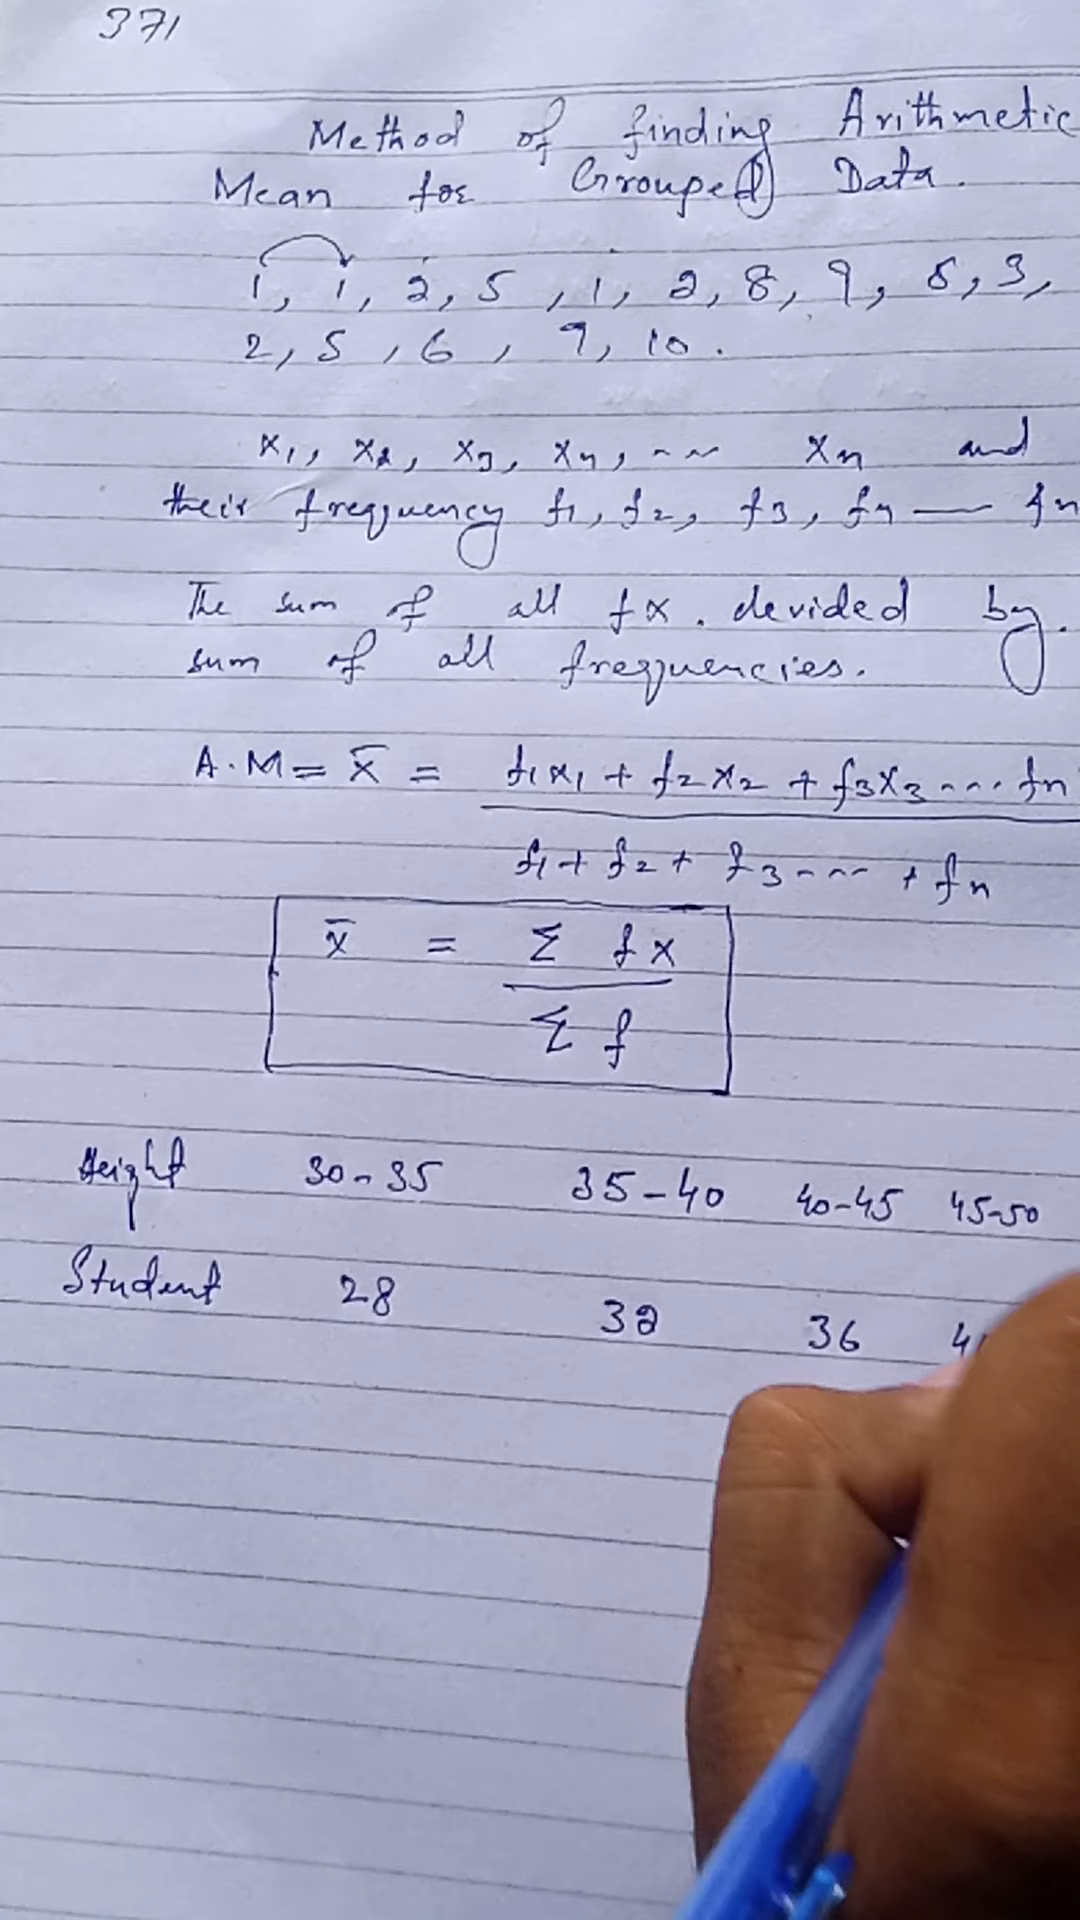 371
Method of finding Arithmetic
Mean for Grouped Data.
1, 1, 2, 5, 1, 2, 8, 9, 5, 3,
2, 5, 6, 9, 10.
x₁, x₂, x₃, x₄, --- xn and
their frequency f₁, f₂, f₃, f₄ — fn
The sum of all fx. devided by.
sum of all frequencies.
A.M = x̄ = f₁x₁ + f₂x₂ + f₃x₃ .... fn
f₁ + f₂ + f₃ ---- + fn
x̄ = Σ fx
Σ f
Height 30-35 35-40 40-45 45-50
Student 28 32 36